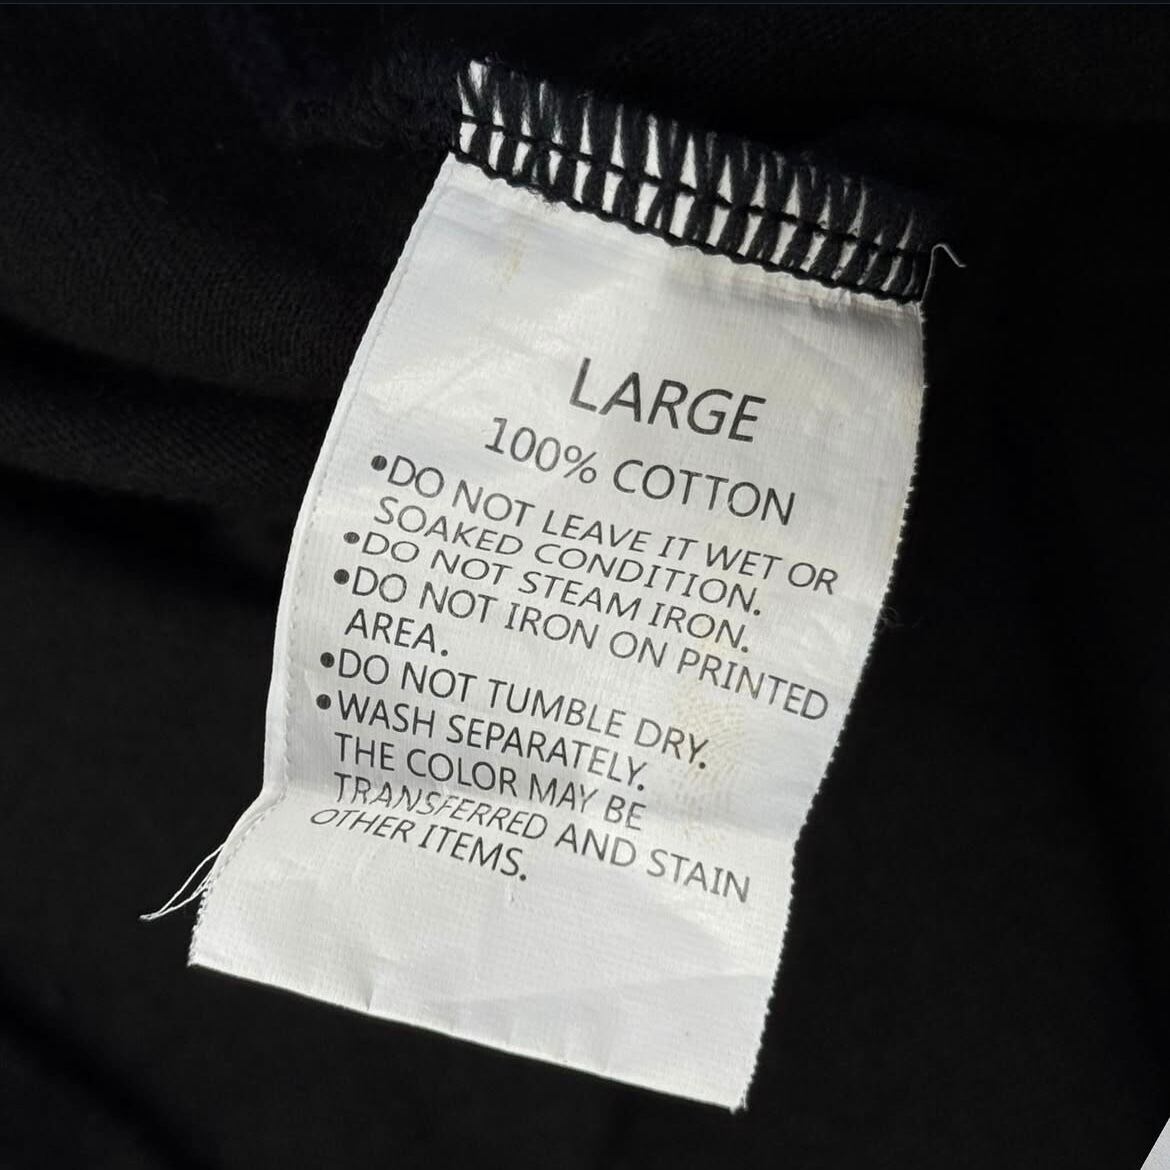 LARGE
100% COTTON
•DO NOT LEAVE IT WET OR
SOAKED CONDITION.
•DO NOT STEAM IRON.
•DO NOT IRON ON PRINTED
AREA.
•DO NOT TUMBLE DRY.
•WASH SEPARATELY.
THE COLOR MAY BE
TRANSFERRED AND STAIN
OTHER ITEMS.